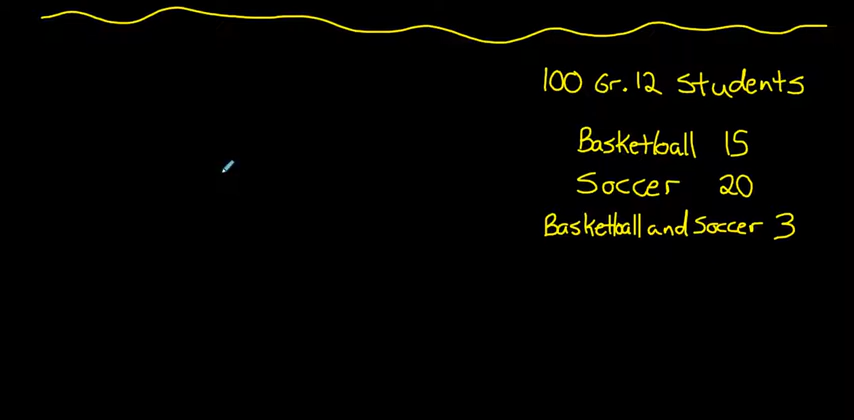 100 Gr. 12 Students
Basketball 15
Soccer 20
Basketball and Soccer 3